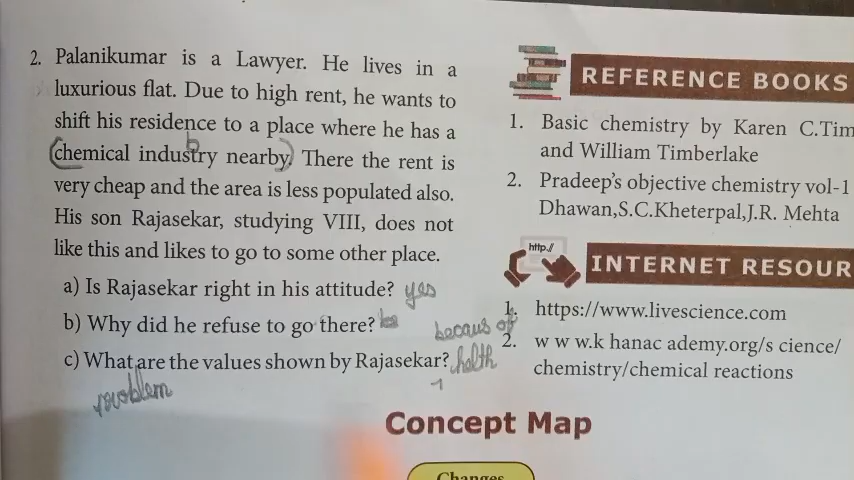 2. Palanikumar is a Lawyer. He lives in a
luxurious flat. Due to high rent, he wants to
shift his residence to a place where he has a
chemical industry nearby. There the rent is
very cheap and the area is less populated also.
His son Rajasekar, studying VIII, does not
like this and likes to go to some other place.
a) Is Rajasekar right in his attitude? yes
b) Why did he refuse to go there? becaus of
c) What are the values shown by Rajasekar? helth
problem
REFERENCE BOOKS
1. Basic chemistry by Karen C.Tim
and William Timberlake
2. Pradeep's objective chemistry vol-1
Dhawan,S.C.Kheterpal,J.R. Mehta
http://
INTERNET RESOUR
1. https://www.livescience.com
2. w w w.k hanac ademy.org/s cience/
chemistry/chemical reactions
Concept Map
Changes